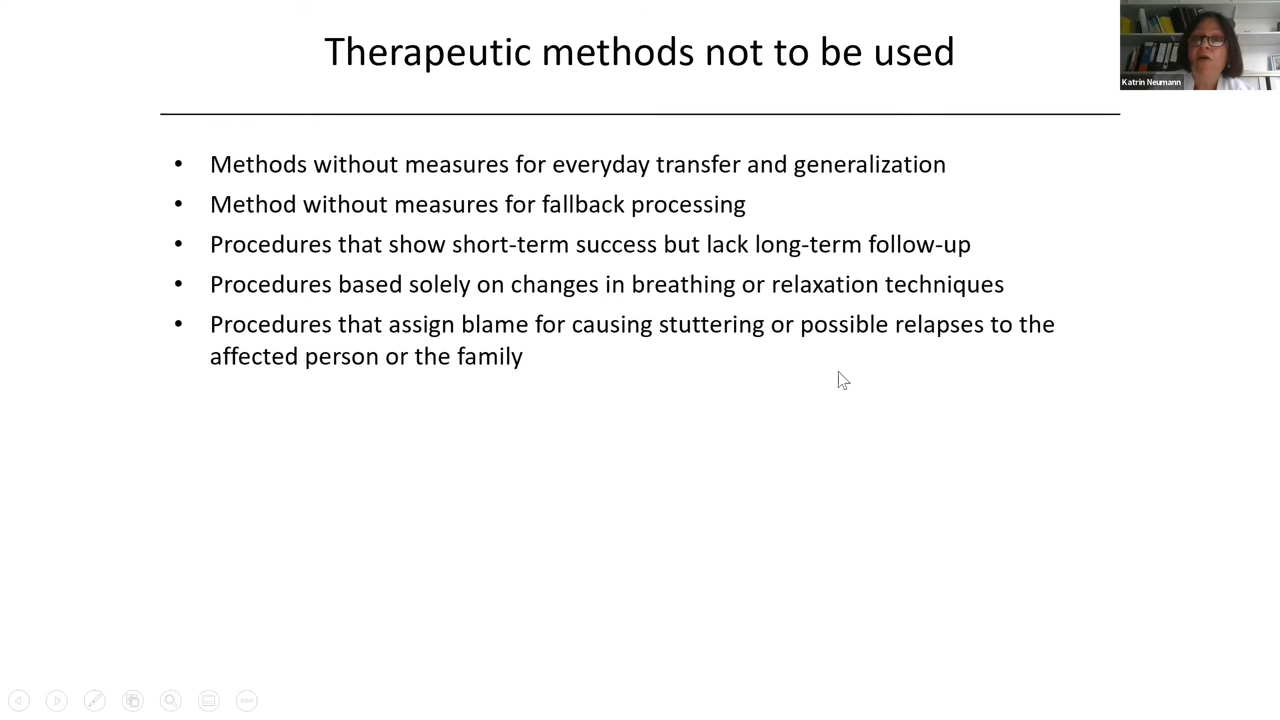 Therapeutic methods not to be used
Katrin Neumann
• Methods without measures for everyday transfer and generalization
• Method without measures for fallback processing
• Procedures that show short-term success but lack long-term follow-up
• Procedures based solely on changes in breathing or relaxation techniques
• Procedures that assign blame for causing stuttering or possible relapses to the
affected person or the family